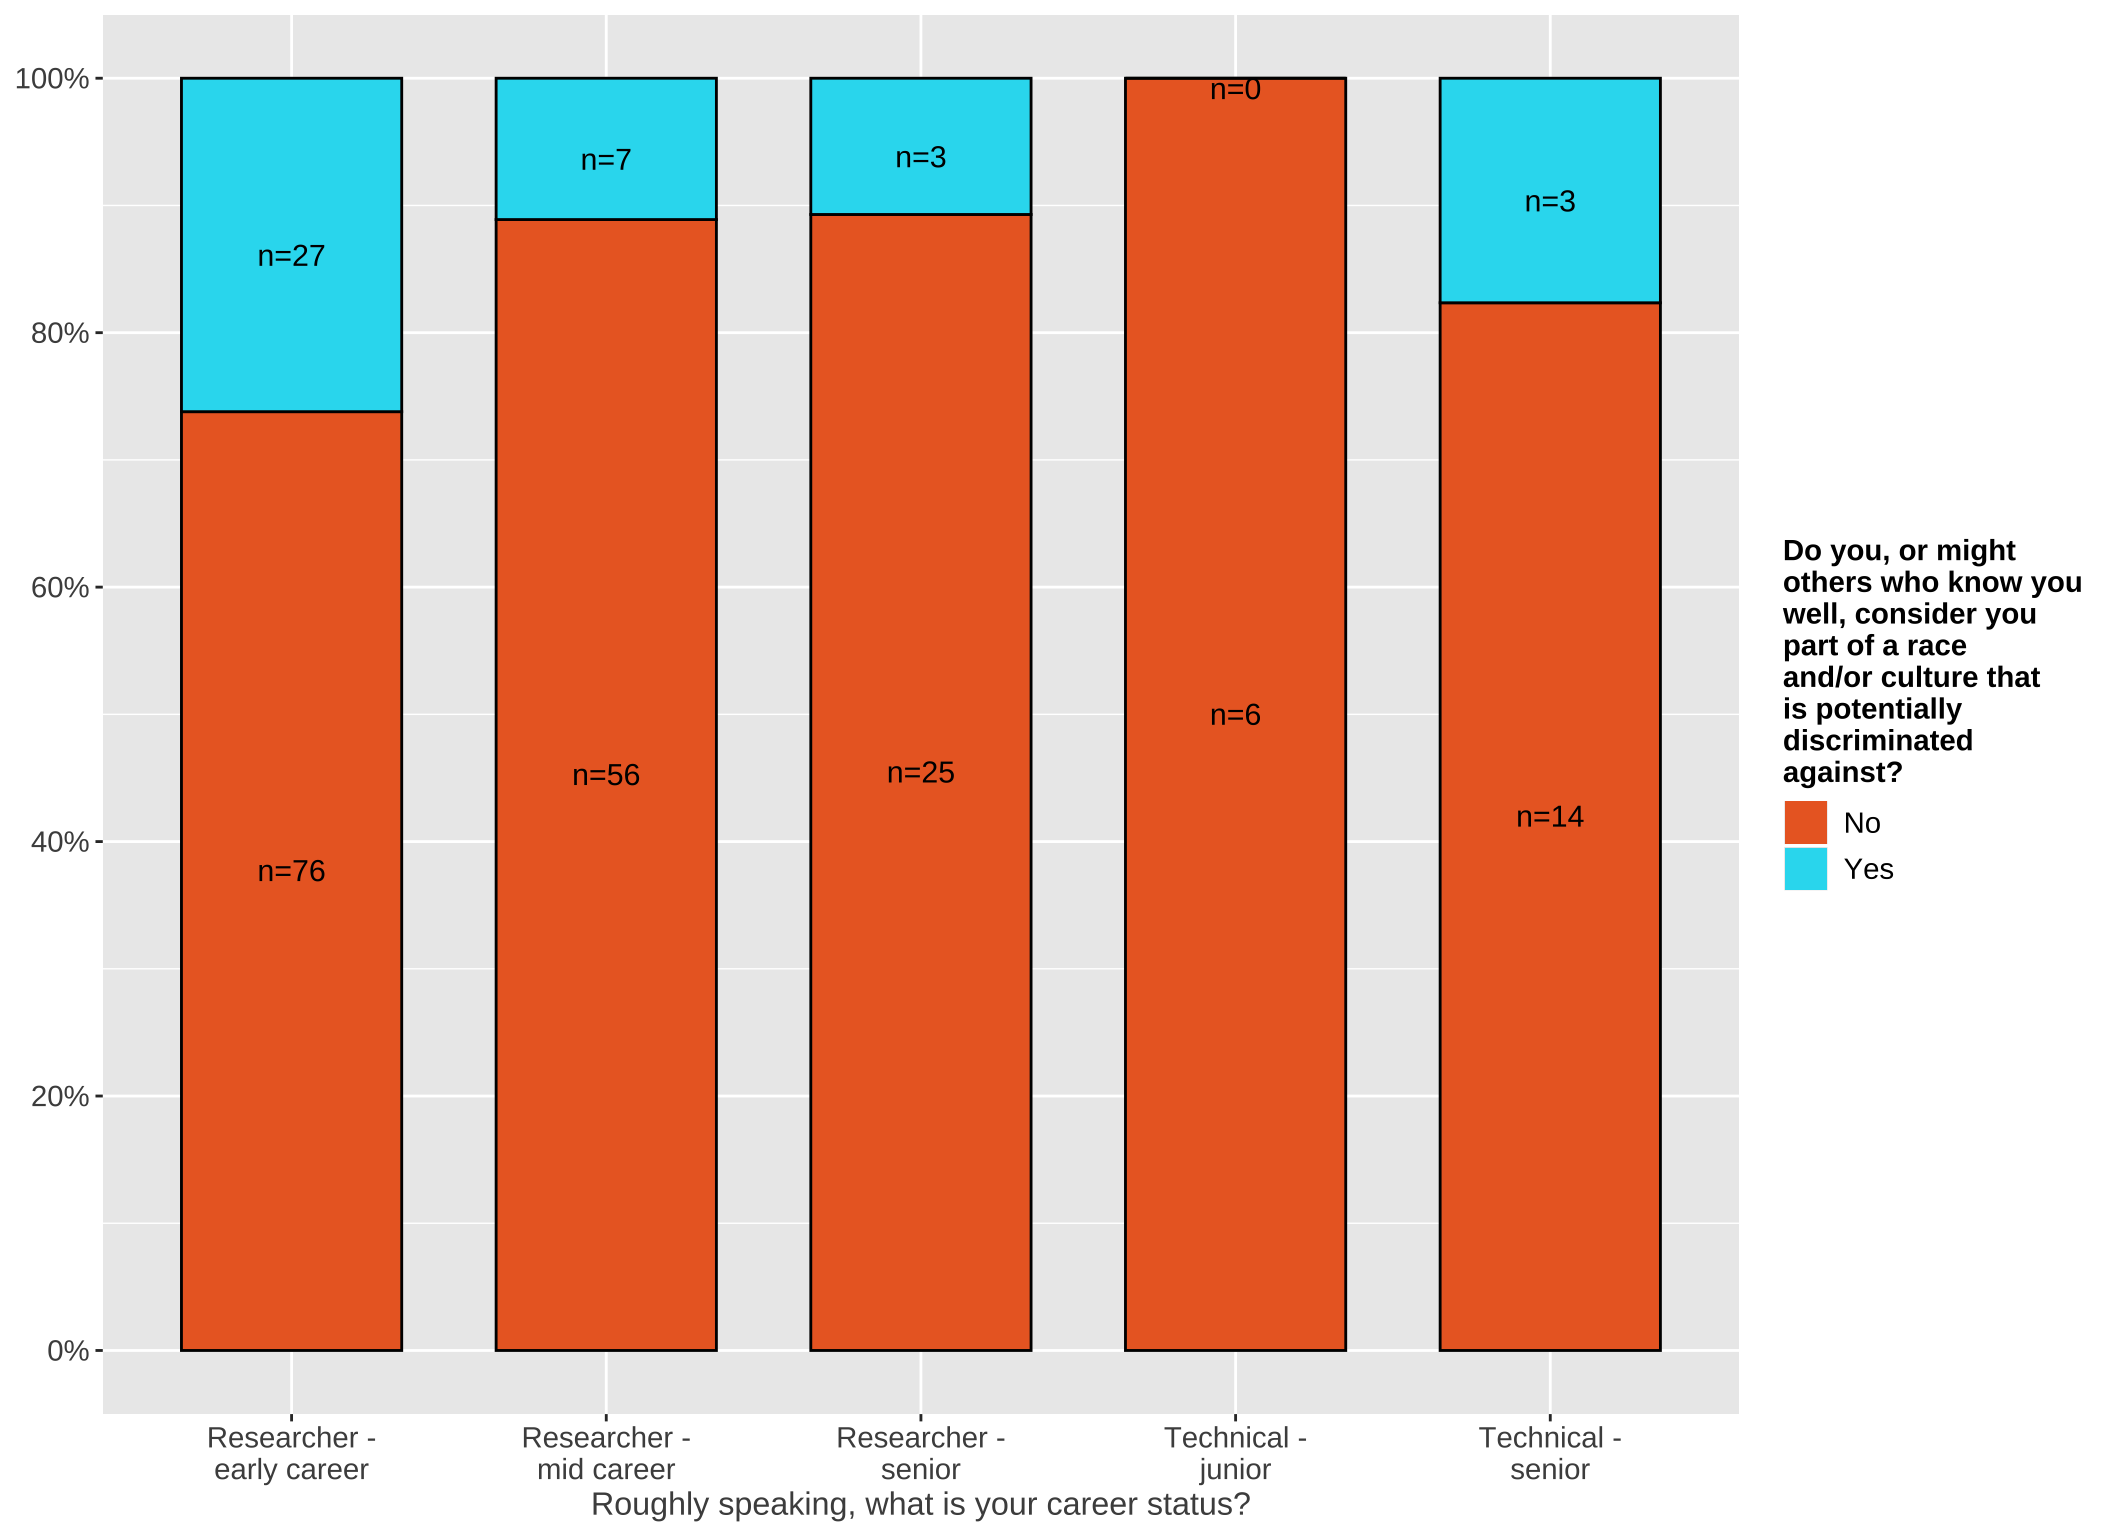 100%
80%
60%
40%
20%
0%
n=27
n=76
n=7
n=56
n=3
n=25
n=0
n=6
n=3
n=14
Researcher -
early career
Researcher -
mid career
Researcher -
senior
Technical -
junior
Technical -
senior
Roughly speaking, what is your career status?
Do you, or might
others who know you
well, consider you
part of a race
and/or culture that
is potentially
discriminated
against?
No
Yes